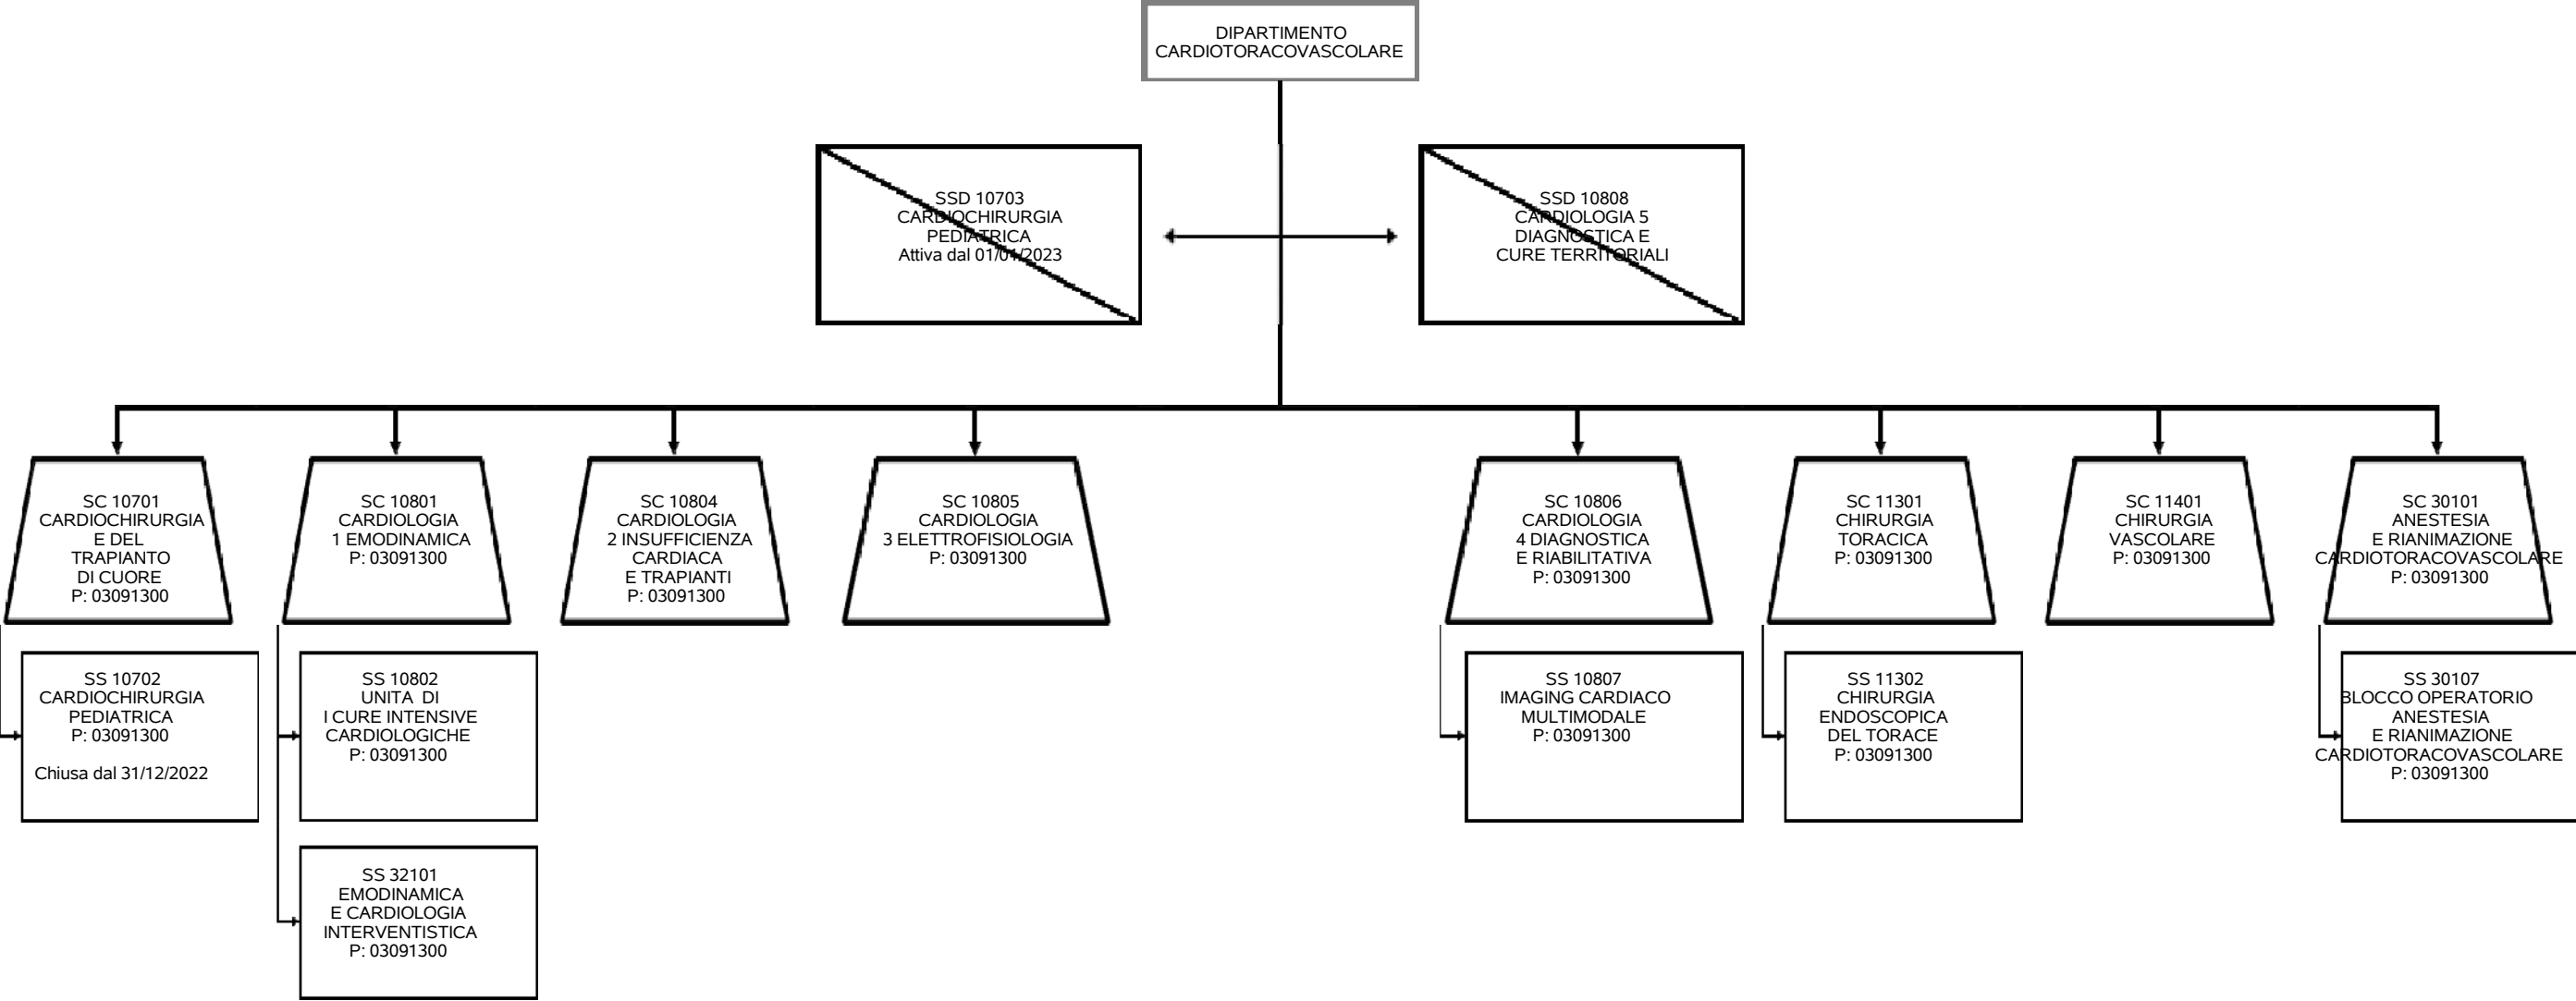 DIPARTIMENTO
CARDIOTORACOVASCOLARE
SSD 10703
CARDIOCHIRURGIA
PEDIATRICA
Attiva dal 01/01/2023
SSD 10808
CARDIOLOGIA 5
DIAGNOSTICA E
CURE TERRITORIALI
SC 10701
CARDIOCHIRURGIA
E DEL
TRAPIANTO
DI CUORE
P: 03091300
SC 10801
CARDIOLOGIA
1 EMODINAMICA
P: 03091300
SC 10804
CARDIOLOGIA
2 INSUFFICIENZA
CARDIACA
E TRAPIANTI
P: 03091300
SC 10805
CARDIOLOGIA
3 ELETTROFISIOLOGIA
P: 03091300
SC 10806
CARDIOLOGIA
4 DIAGNOSTICA
E RIABILITATIVA
P: 03091300
SC 11301
CHIRURGIA
TORACICA
P: 03091300
SC 11401
CHIRURGIA
VASCOLARE
P: 03091300
SC 30101
ANESTESIA
E RIANIMAZIONE
CARDIOTORACOVASCOLARE
P: 03091300
SS 10702
CARDIOCHIRURGIA
PEDIATRICA
P: 03091300
Chiusa dal 31/12/2022
SS 10802
UNITA DI
I CURE INTENSIVE
CARDIOLOGICHE
P: 03091300
SS 10807
IMAGING CARDIACO
MULTIMODALE
P: 03091300
SS 11302
CHIRURGIA
ENDOSCOPICA
DEL TORACE
P: 03091300
SS 30107
BLOCCO OPERATORIO
ANESTESIA
E RIANIMAZIONE
CARDIOTORACOVASCOLARE
P: 03091300
SS 32101
EMODINAMICA
E CARDIOLOGIA
INTERVENTISTICA
P: 03091300